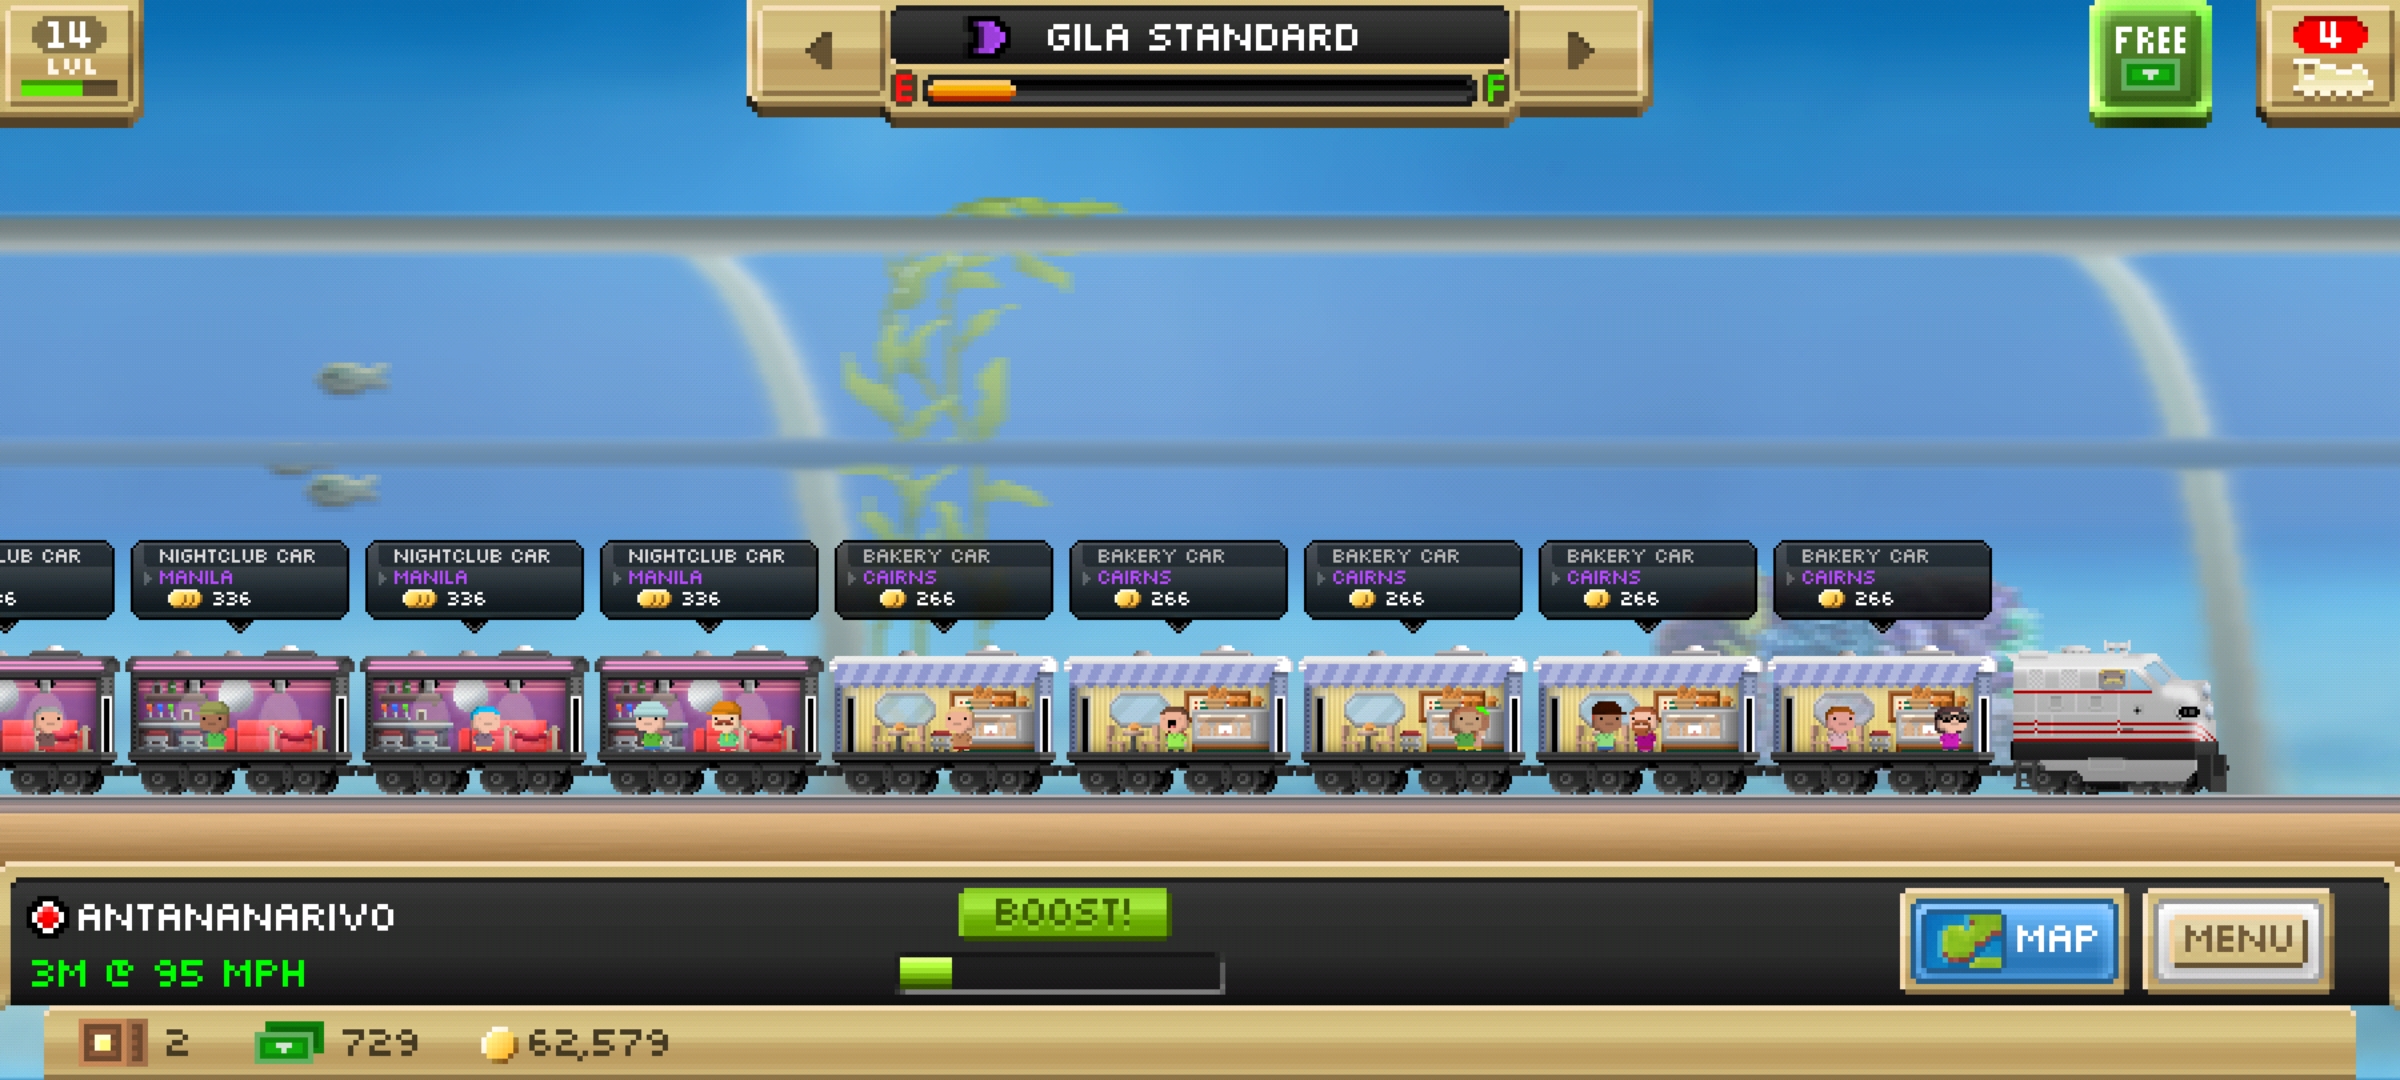 14
LVL
GILA STANDARD
E
F
FREE
4
LUB CAR
NIGHTCLUB CAR
MANILA
336
NIGHTCLUB CAR
MANILA
336
NIGHTCLUB CAR
MANILA
336
BAKERY CAR
CAIRNS
266
BAKERY CAR
CAIRNS
266
BAKERY CAR
CAIRNS
266
BAKERY CAR
CAIRNS
266
BAKERY CAR
CAIRNS
266
ANTANANARIVO
3M @ 95 MPH
BOOST!
MAP
MENU
2
729
62,579